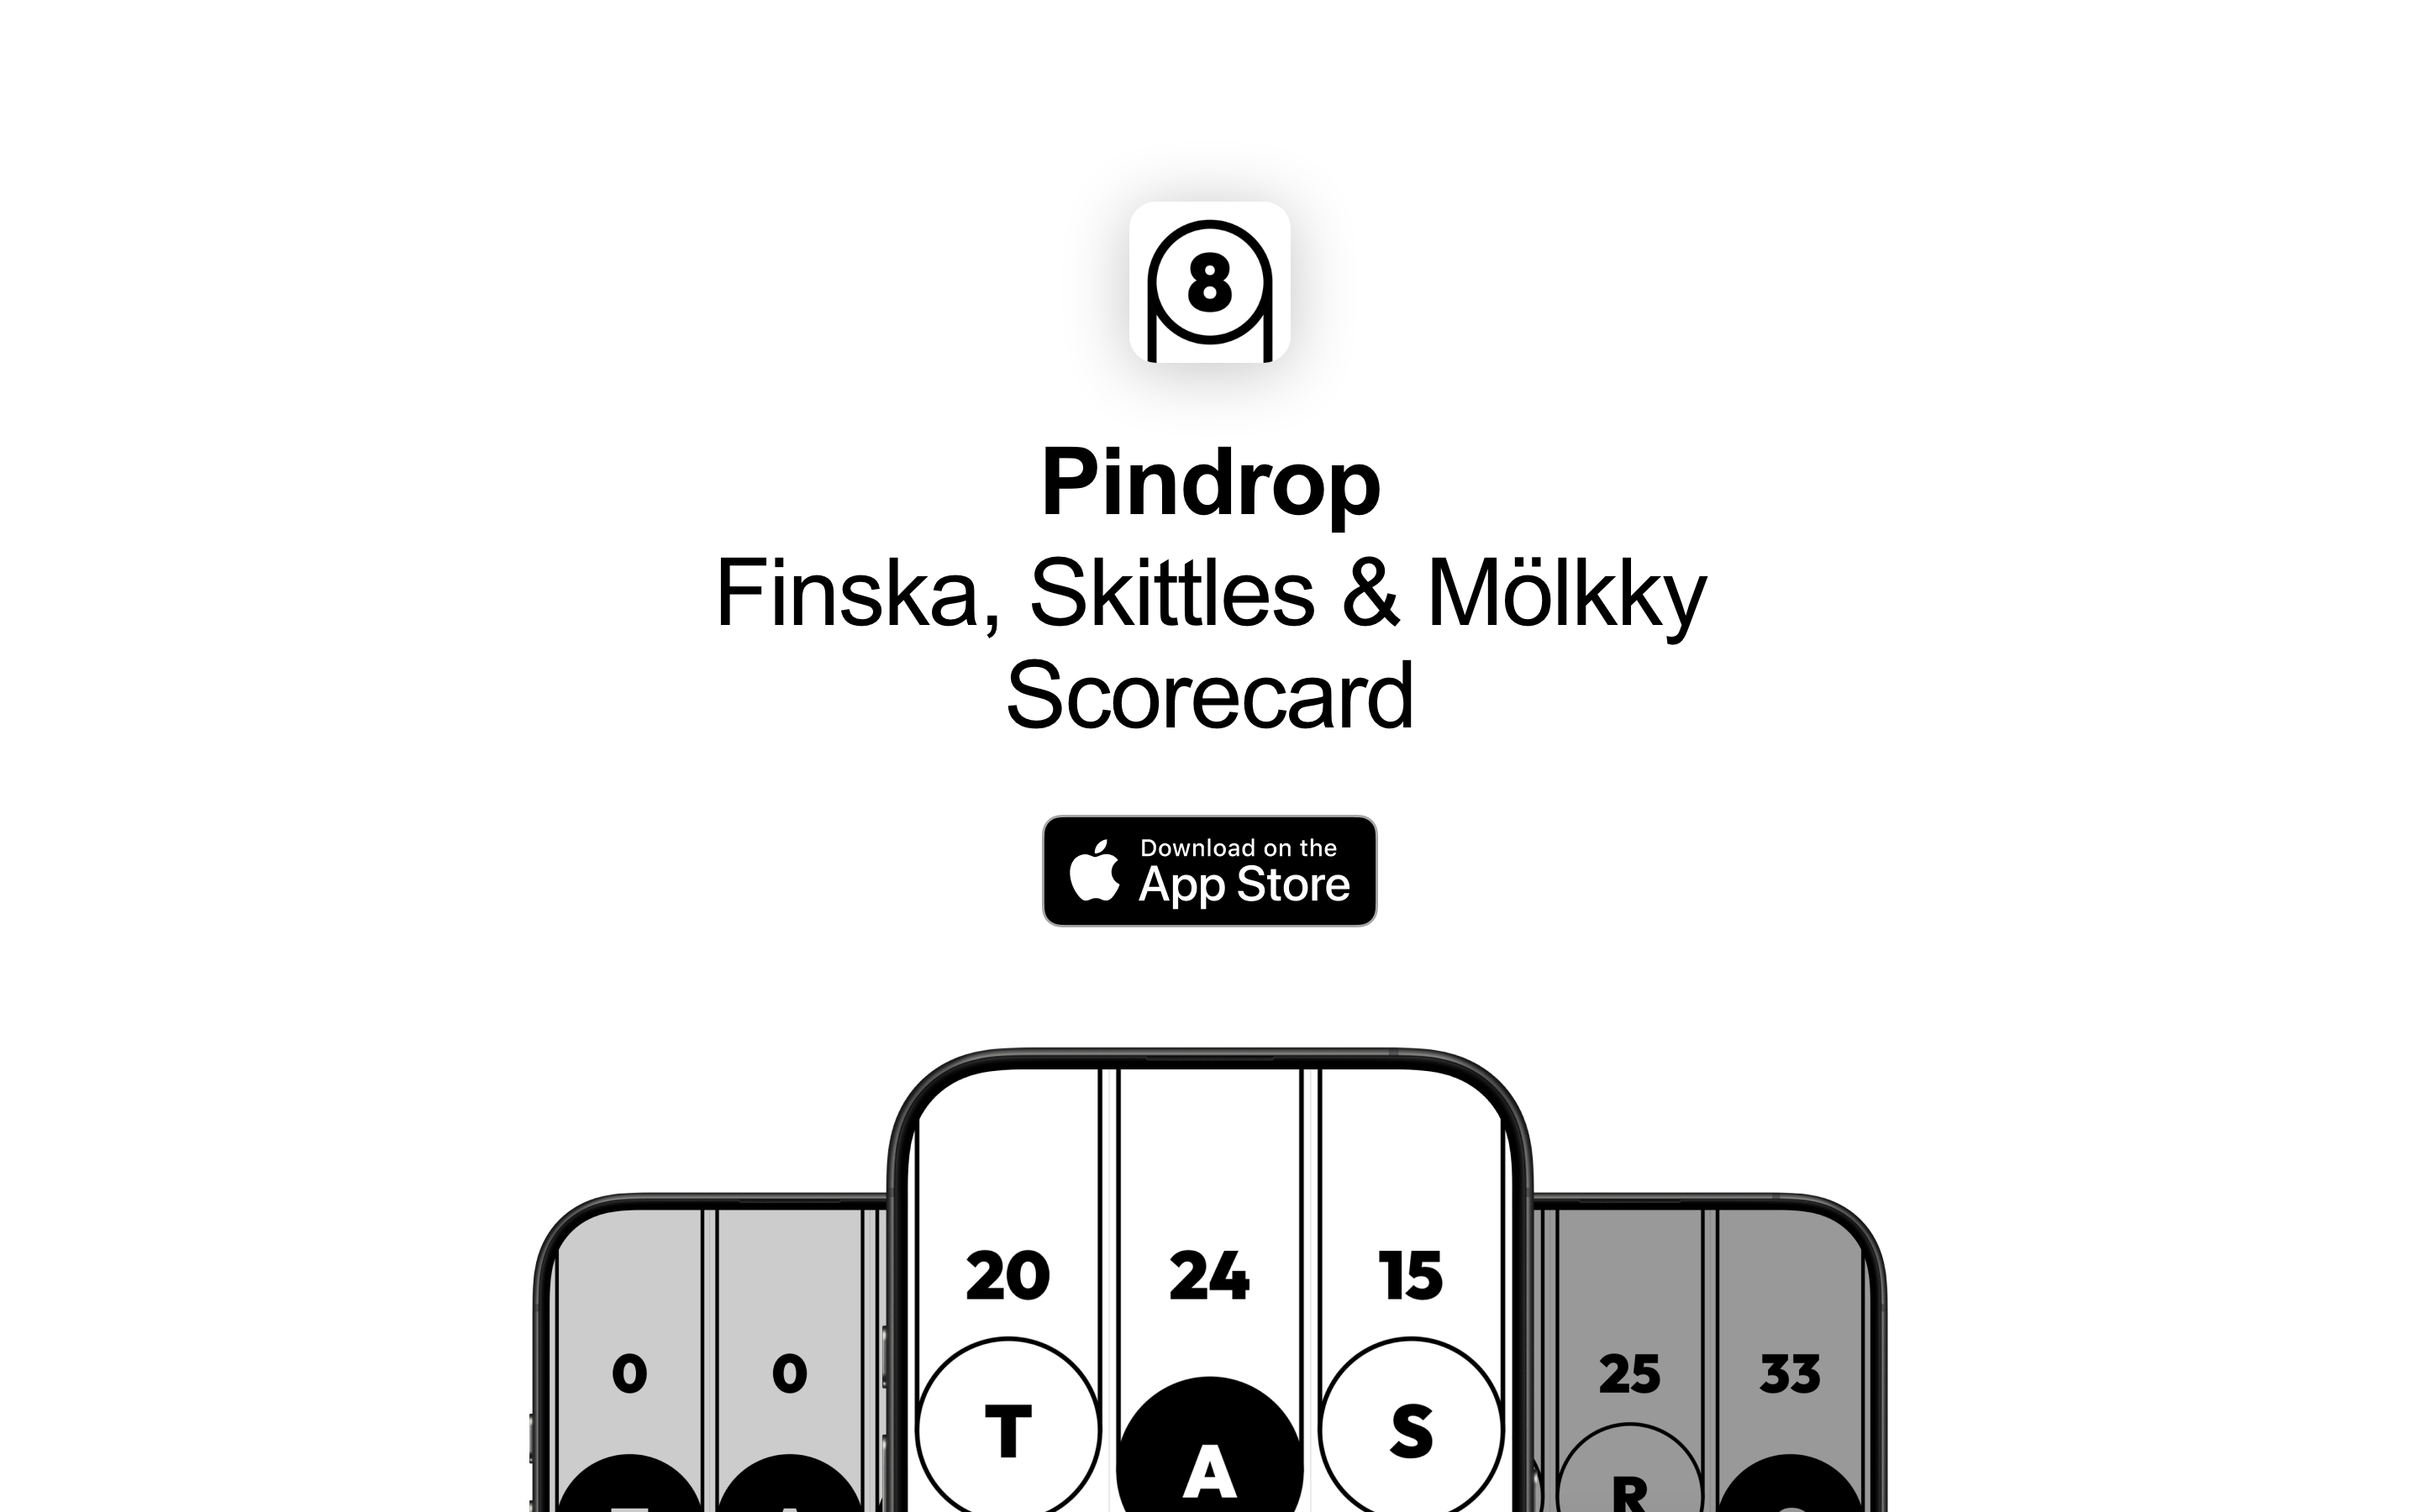 8
Pindrop
Finska, Skittles & Mölkky
Scorecard
Download on the
App Store
20 24 15
T A S
0 0
25 33
R